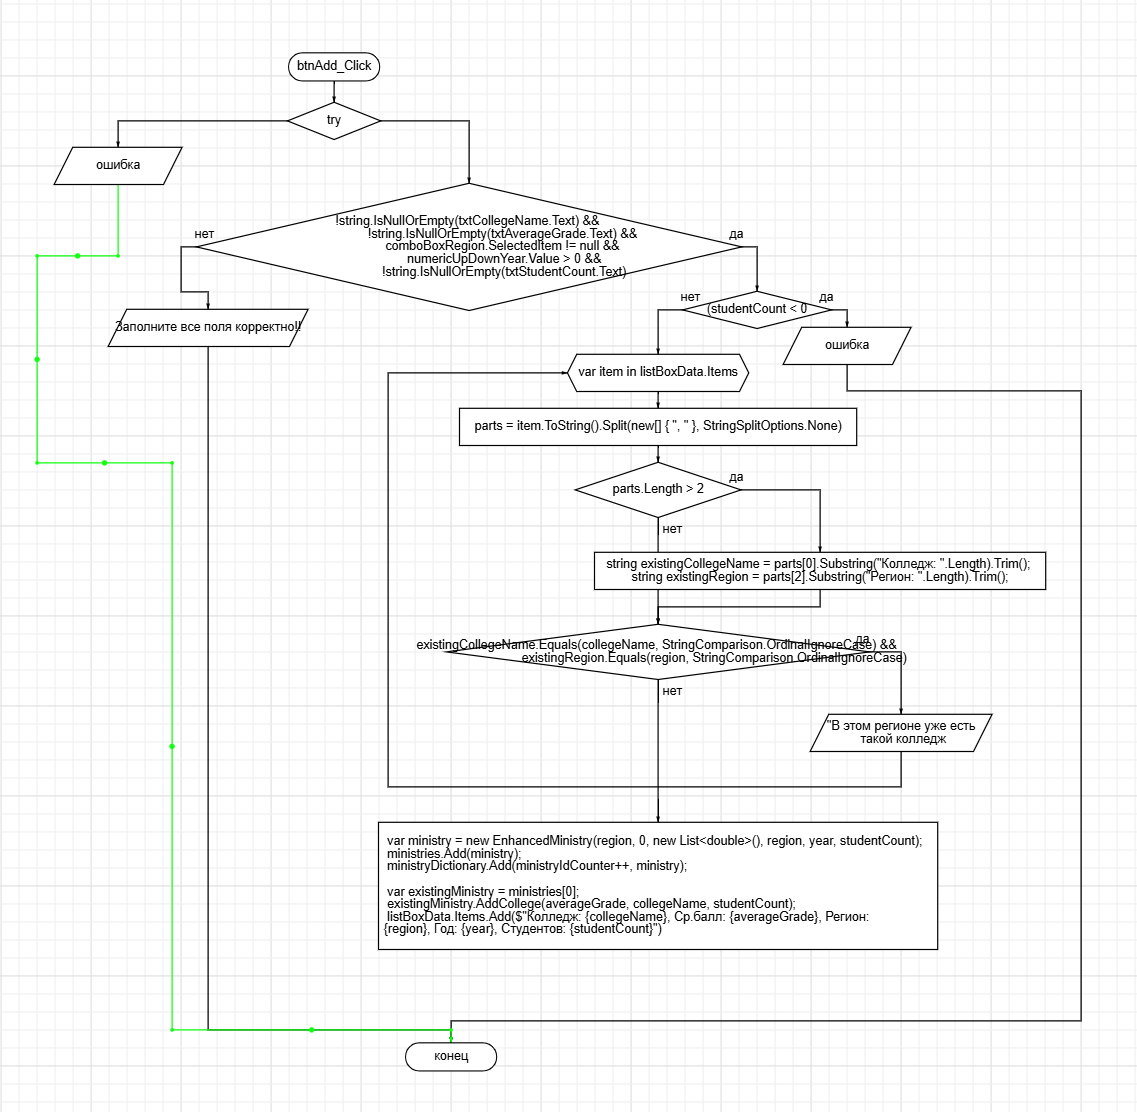 btnAdd_Click
try
ошибка
!string.IsNullOrEmpty(txtCollegeName.Text) &&
!string.IsNullOrEmpty(txtAverageGrade.Text) &&
comboBoxRegion.SelectedItem != null &&
numericUpDownYear.Value > 0 &&
!string.IsNullOrEmpty(txtStudentCount.Text)
нет
да
Заполните все поля корректно!!
нет
(studentCount < 0
да
ошибка
var item in listBoxData.Items
parts = item.ToString().Split(new[] { ", " }, StringSplitOptions.None)
parts.Length > 2
да
нет
string existingCollegeName = parts[0].Substring("Колледж: ".Length).Trim();
string existingRegion = parts[2].Substring("Регион: ".Length).Trim();
existingCollegeName.Equals(collegeName, StringComparison.OrdinalIgnoreCase) &&
existingRegion.Equals(region, StringComparison.OrdinalIgnoreCase)
да
нет
"В этом регионе уже есть
такой колледж
var ministry = new EnhancedMinistry(region, 0, new List<double>(), region, year, studentCount);
ministries.Add(ministry);
ministryDictionary.Add(ministryIdCounter++, ministry);
var existingMinistry = ministries[0];
existingMinistry.AddCollege(averageGrade, collegeName, studentCount);
listBoxData.Items.Add($"Колледж: {collegeName}, Ср.балл: {averageGrade}, Регион:
{region}, Год: {year}, Студентов: {studentCount}")
конец